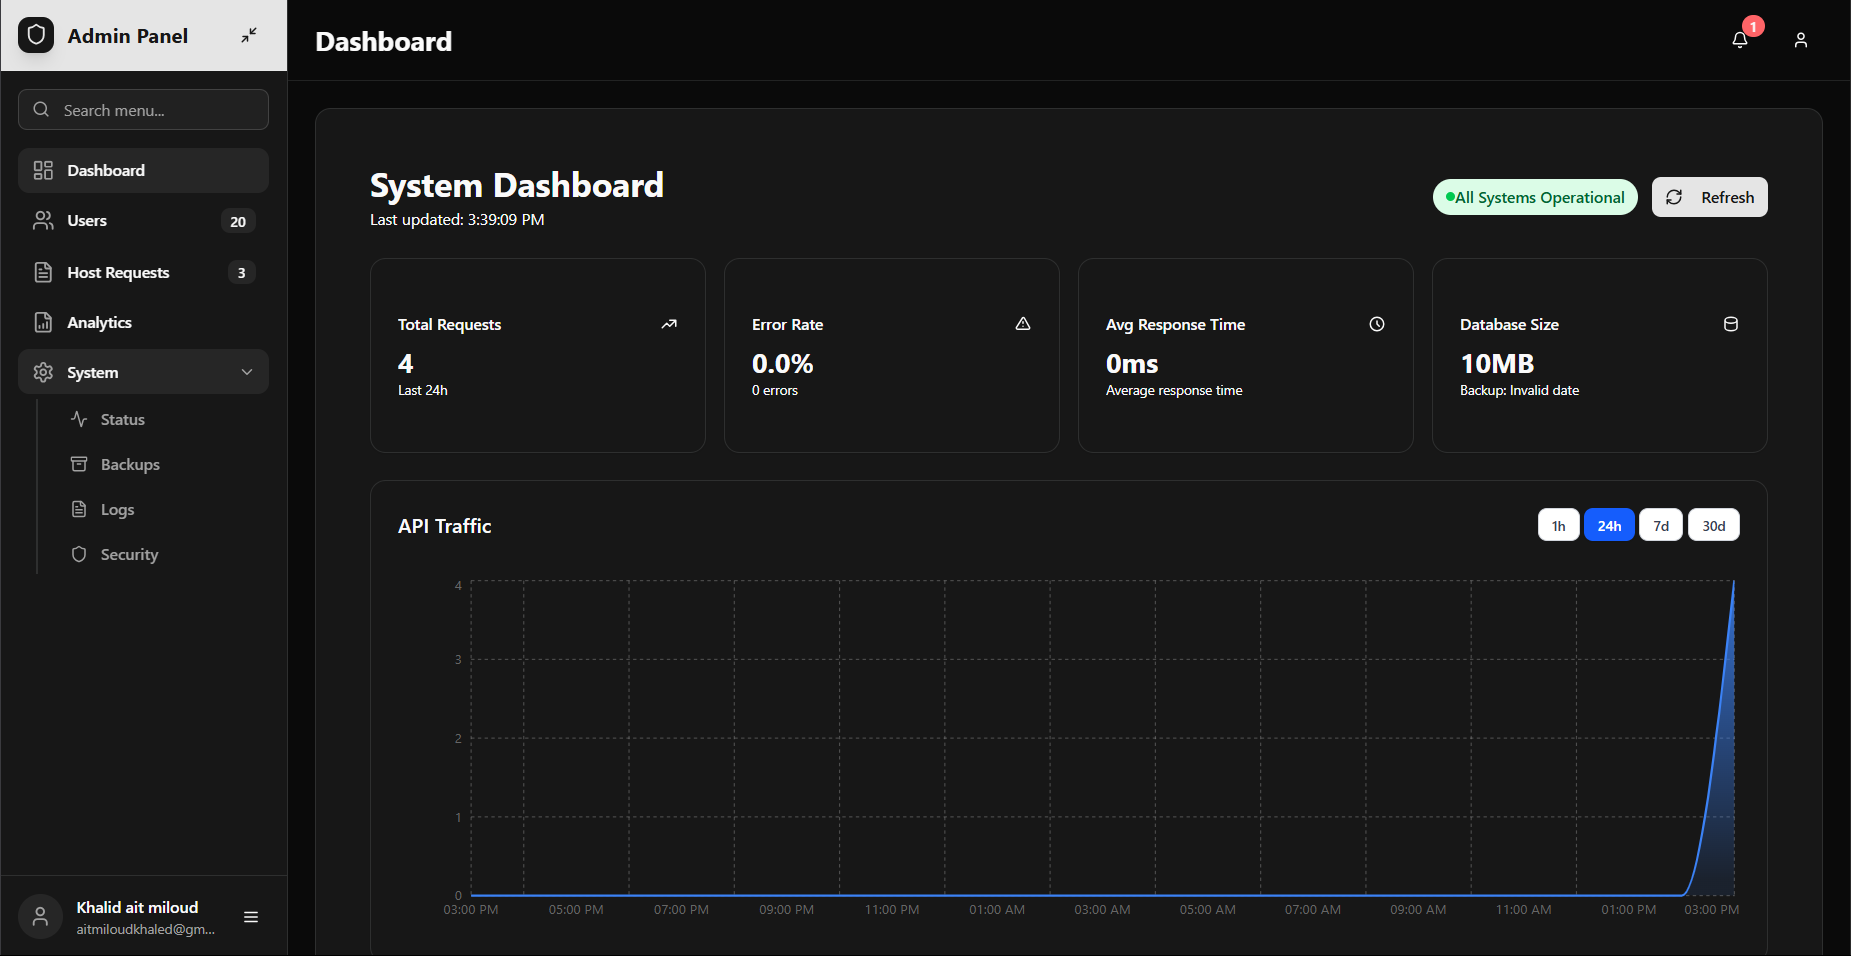 Admin Panel
Search menu...
Dashboard
Users
20
Host Requests
3
Analytics
System
Status
Backups
Logs
Security
Khalid ait miloud
aitmiloudkhaled@gm...
Dashboard
1
System Dashboard
Last updated: 3:39:09 PM
All Systems Operational
Refresh
Total Requests
4
Last 24h
Error Rate
0.0%
0 errors
Avg Response Time
0ms
Average response time
Database Size
10MB
Backup: Invalid date
API Traffic
1h
24h
7d
30d
4
3
2
1
0
03:00 PM
05:00 PM
07:00 PM
09:00 PM
11:00 PM
01:00 AM
03:00 AM
05:00 AM
07:00 AM
09:00 AM
11:00 AM
01:00 PM
03:00 PM